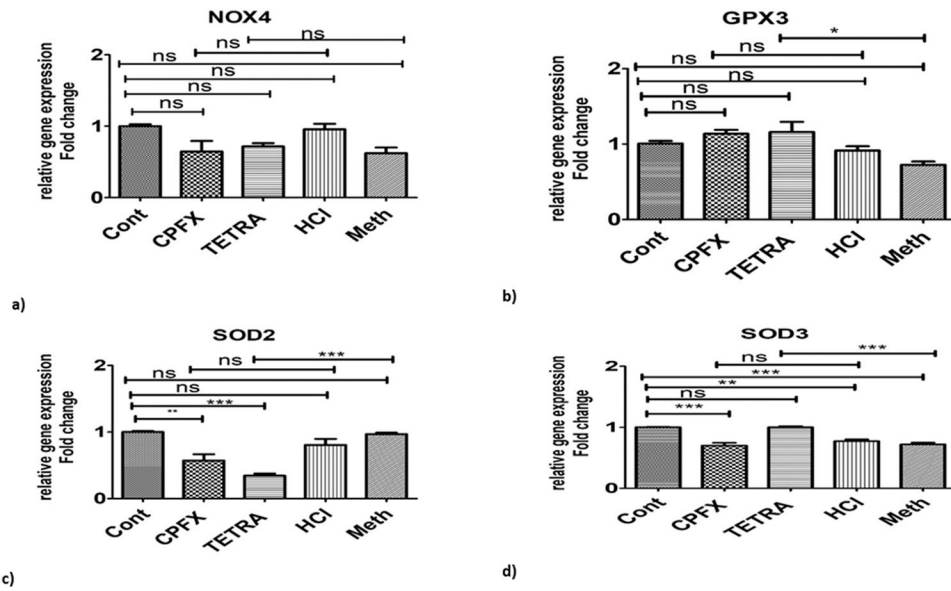 NOX4
relative gene expression
Fold change
2
1
0
ns
ns
ns
ns
ns
ns
Cont
CPFX
TETRA
HCl
Meth
a)
GPX3
relative gene expression
Fold change
2
1
0
*
ns
ns
ns
ns
ns
Cont
CPFX
TETRA
HCl
Meth
b)
SOD2
relative gene expression
Fold change
2
1
0
***
ns
ns
ns
***
**
Cont
CPFX
TETRA
HCl
Meth
c)
SOD3
relative gene expression
Fold change
2
1
0
***
ns
***
**
ns
***
Cont
CPFX
TETRA
HCl
Meth
d)